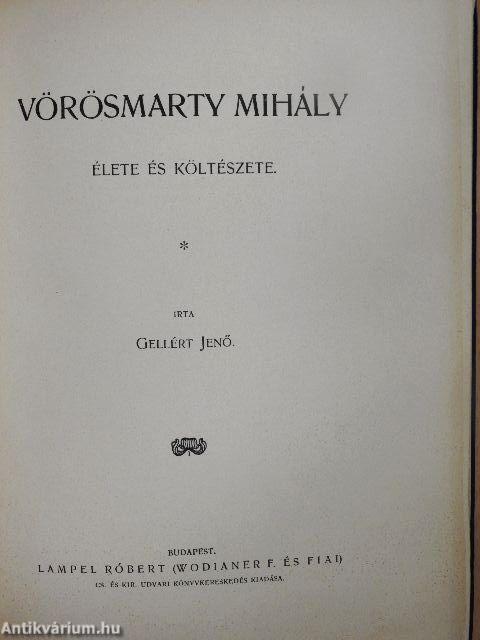 VÖRÖSMARTY MIHÁLY
ÉLETE ÉS KÖLTÉSZETE.
*
IRTA
GELLÉRT JENŐ.
BUDAPEST.
LAMPEL RÓBERT (WODIANER F. ÉS FIAI)
CS. ÉS KIR. UDVARI KÖNYVKERESKEDÉS KIADÁSA.
Antikvárium.hu